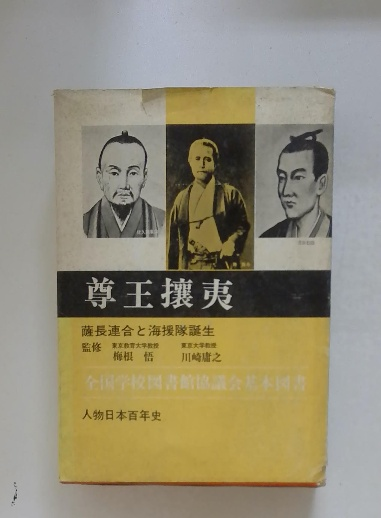 尊王攘夷
薩長連合と海援隊誕生
監修 東京教育大学教授 梅根 悟 東京大学教授 川崎庸之
全国学校図書館協議会基本図書
人物日本百年史